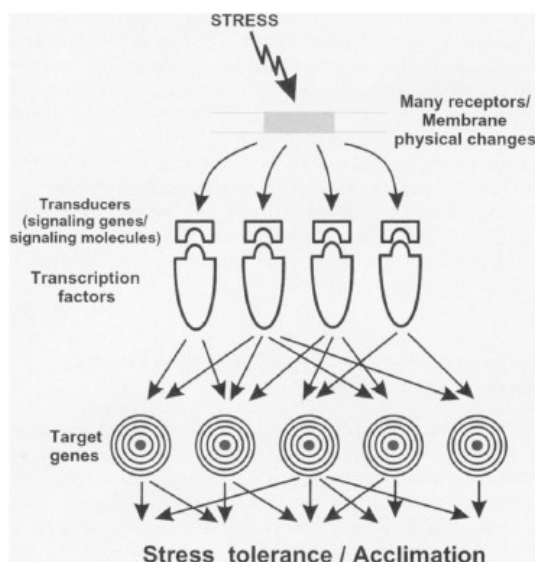 STRESS
Many receptors/
Membrane
physical changes
Transducers
(signaling genes/
signaling molecules)
Transcription
factors
Target
genes
Stress tolerance / Acclimation